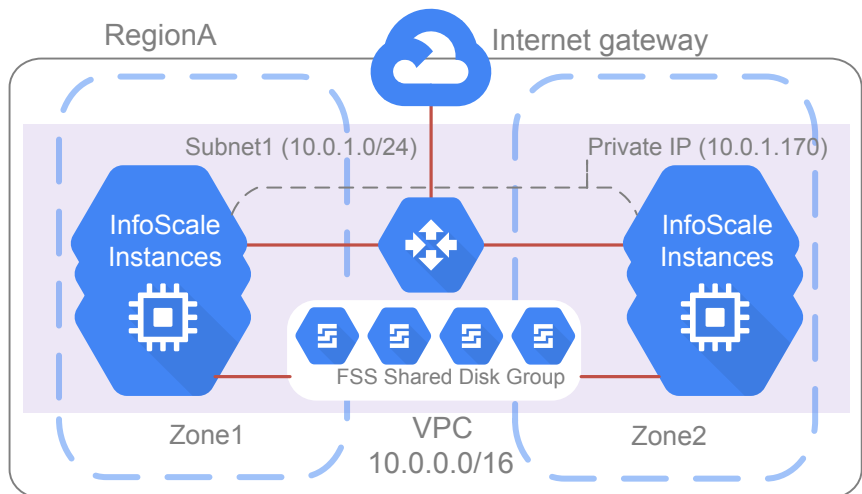 RegionA
Internet gateway
Subnet1 (10.0.1.0/24)
Private IP (10.0.1.170)
InfoScale
Instances
InfoScale
Instances
FSS Shared Disk Group
Zone1
VPC
10.0.0.0/16
Zone2